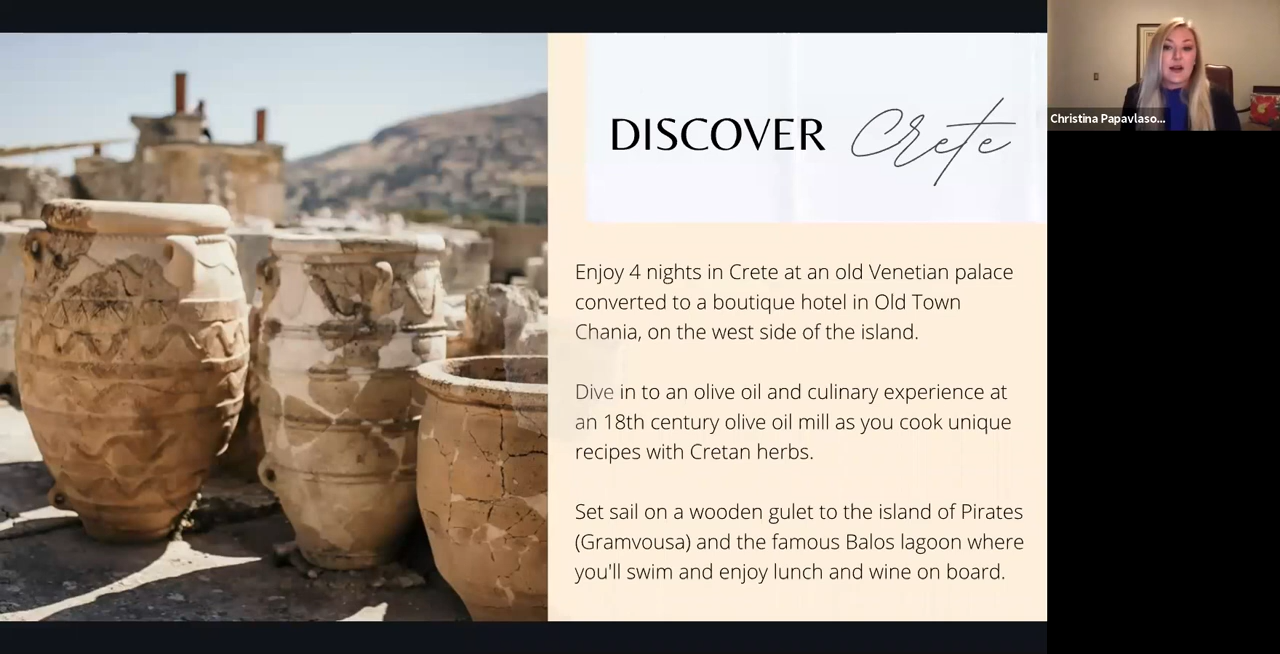 DISCOVER Crete
Christina Papavlaso...
Enjoy 4 nights in Crete at an old Venetian palace
converted to a boutique hotel in Old Town
Chania, on the west side of the island.
Dive in to an olive oil and culinary experience at
an 18th century olive oil mill as you cook unique
recipes with Cretan herbs.
Set sail on a wooden gulet to the island of Pirates
(Gramvousa) and the famous Balos lagoon where
you'll swim and enjoy lunch and wine on board.